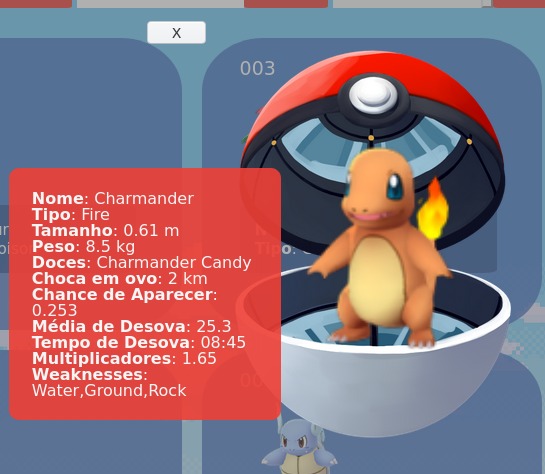 X
003
Nome: Charmander
Tipo: Fire
Tamanho: 0.61 m
Peso: 8.5 kg
Doces: Charmander Candy
Choca em ovo: 2 km
Chance de Aparecer:
0.253
Média de Desova: 25.3
Tempo de Desova: 08:45
Multiplicadores: 1.65
Weaknesses:
Water,Ground,Rock